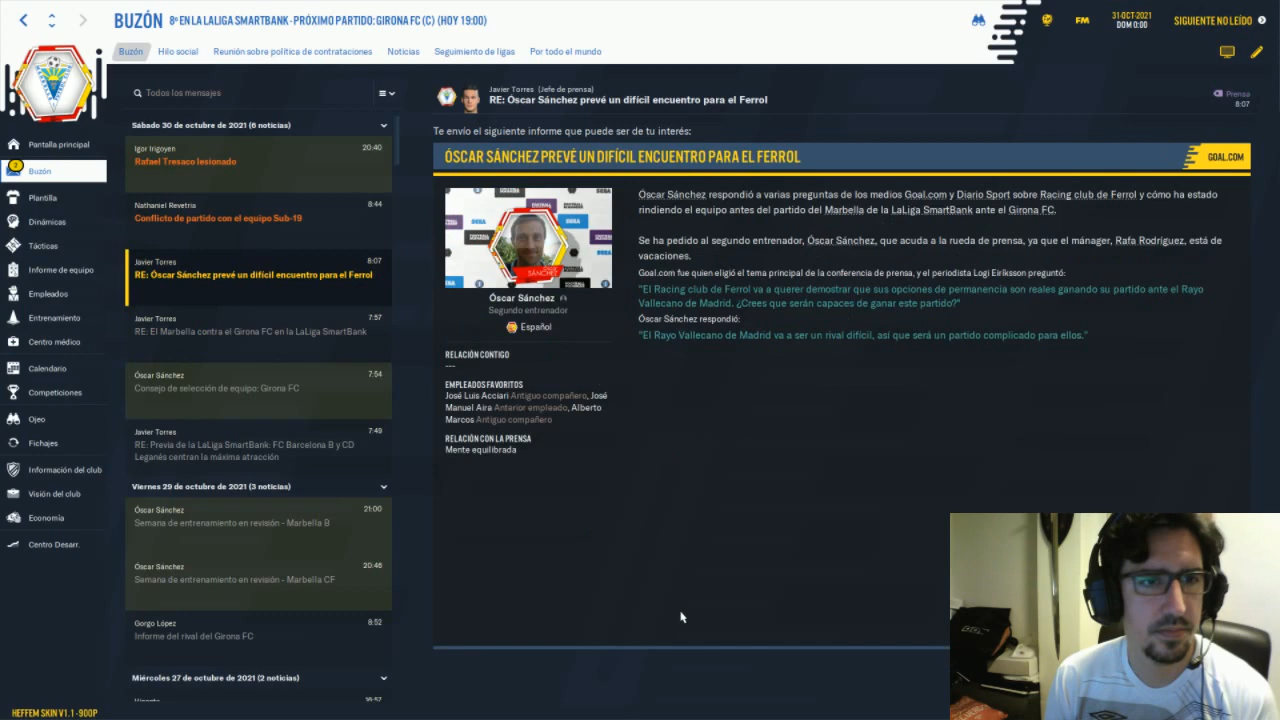 BUZÓN
8º EN LA LALIGA SMARTBANK - PRÓXIMO PARTIDO: GIRONA FC (C) (HOY 19:00)
FM
31-OCT-2021
DOM 0:00
SIGUIENTE NO LEÍDO
Buzón
Hilo social
Reunión sobre política de contrataciones
Noticias
Seguimiento de ligas
Por todo el mundo
Pantalla principal
Buzón
Plantilla
Dinámicas
Tácticas
Informe de equipo
Empleados
Entrenamiento
Centro médico
Calendario
Competiciones
Ojeo
Fichajes
Información del club
Visión del club
Economía
Centro Desarr.
HEFFEM SKIN V1.1 - 900P
Todos los mensajes
Sábado 30 de octubre de 2021 (6 noticias)
Igor Irigoyen
20:40
Rafael Tresaco lesionado
Nathaniel Revetria
8:44
Conflicto de partido con el equipo Sub-19
Javier Torres
8:07
RE: Óscar Sánchez prevé un difícil encuentro para el Ferrol
Javier Torres
7:57
RE: El Marbella contra el Girona FC en la LaLiga SmartBank
Óscar Sánchez
7:54
Consejo de selección de equipo: Girona FC
Javier Torres
7:49
RE: Previa de la LaLiga SmartBank: FC Barcelona B y CD
Leganés centran la máxima atracción
Viernes 29 de octubre de 2021 (3 noticias)
Óscar Sánchez
21:00
Semana de entrenamiento en revisión - Marbella B
Óscar Sánchez
20:46
Semana de entrenamiento en revisión - Marbella CF
Gorgo López
8:52
Informe del rival del Girona FC
Miércoles 27 de octubre de 2021 (2 noticias)
Javier Torres (Jefe de prensa)
RE: Óscar Sánchez prevé un difícil encuentro para el Ferrol
Prensa
8:07
Te envío el siguiente informe que puede ser de tu interés:
ÓSCAR SÁNCHEZ PREVÉ UN DIFÍCIL ENCUENTRO PARA EL FERROL
GOAL.COM
SEGA
SÁNCHEZ
Óscar Sánchez
Segundo entrenador
Español
RELACIÓN CONTIGO
---
EMPLEADOS FAVORITOS
José Luis Acciari Antiguo compañero, José
Manuel Aira Anterior empleado, Alberto
Marcos Antiguo compañero
RELACIÓN CON LA PRENSA
Mente equilibrada
Óscar Sánchez respondió a varias preguntas de los medios Goal.com y Diario Sport sobre Racing club de Ferrol y cómo ha estado
rindiendo el equipo antes del partido del Marbella de la LaLiga SmartBank ante el Girona FC.
Se ha pedido al segundo entrenador, Óscar Sánchez, que acuda a la rueda de prensa, ya que el mánager, Rafa Rodríguez, está de
vacaciones.
Goal.com fue quien eligió el tema principal de la conferencia de prensa, y el periodista Logi Eiríksson preguntó:
"El Racing club de Ferrol va a querer demostrar que sus opciones de permanencia son reales ganando su partido ante el Rayo
Vallecano de Madrid. ¿Crees que serán capaces de ganar este partido?"
Óscar Sánchez respondió:
"El Rayo Vallecano de Madrid va a ser un rival difícil, así que será un partido complicado para ellos."